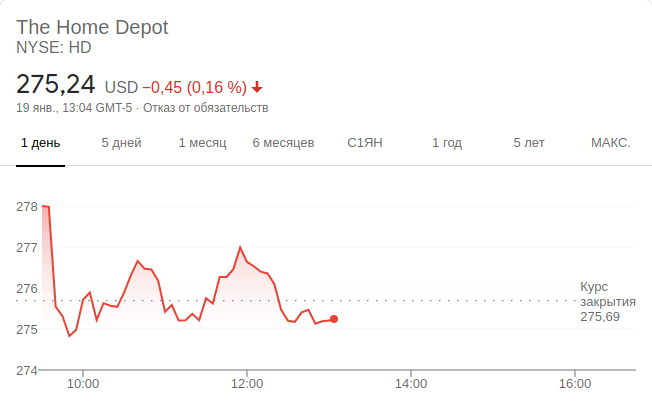 The Home Depot
NYSE: HD
275,24 USD −0,45 (0,16 %)
19 янв., 13:04 GMT-5 · Отказ от обязательств
1 день 5 дней 1 месяц 6 месяцев С1ЯН 1 год 5 лет МАКС.
278
277
276
275
274
Курс
закрытия
275,69
10:00 12:00 14:00 16:00